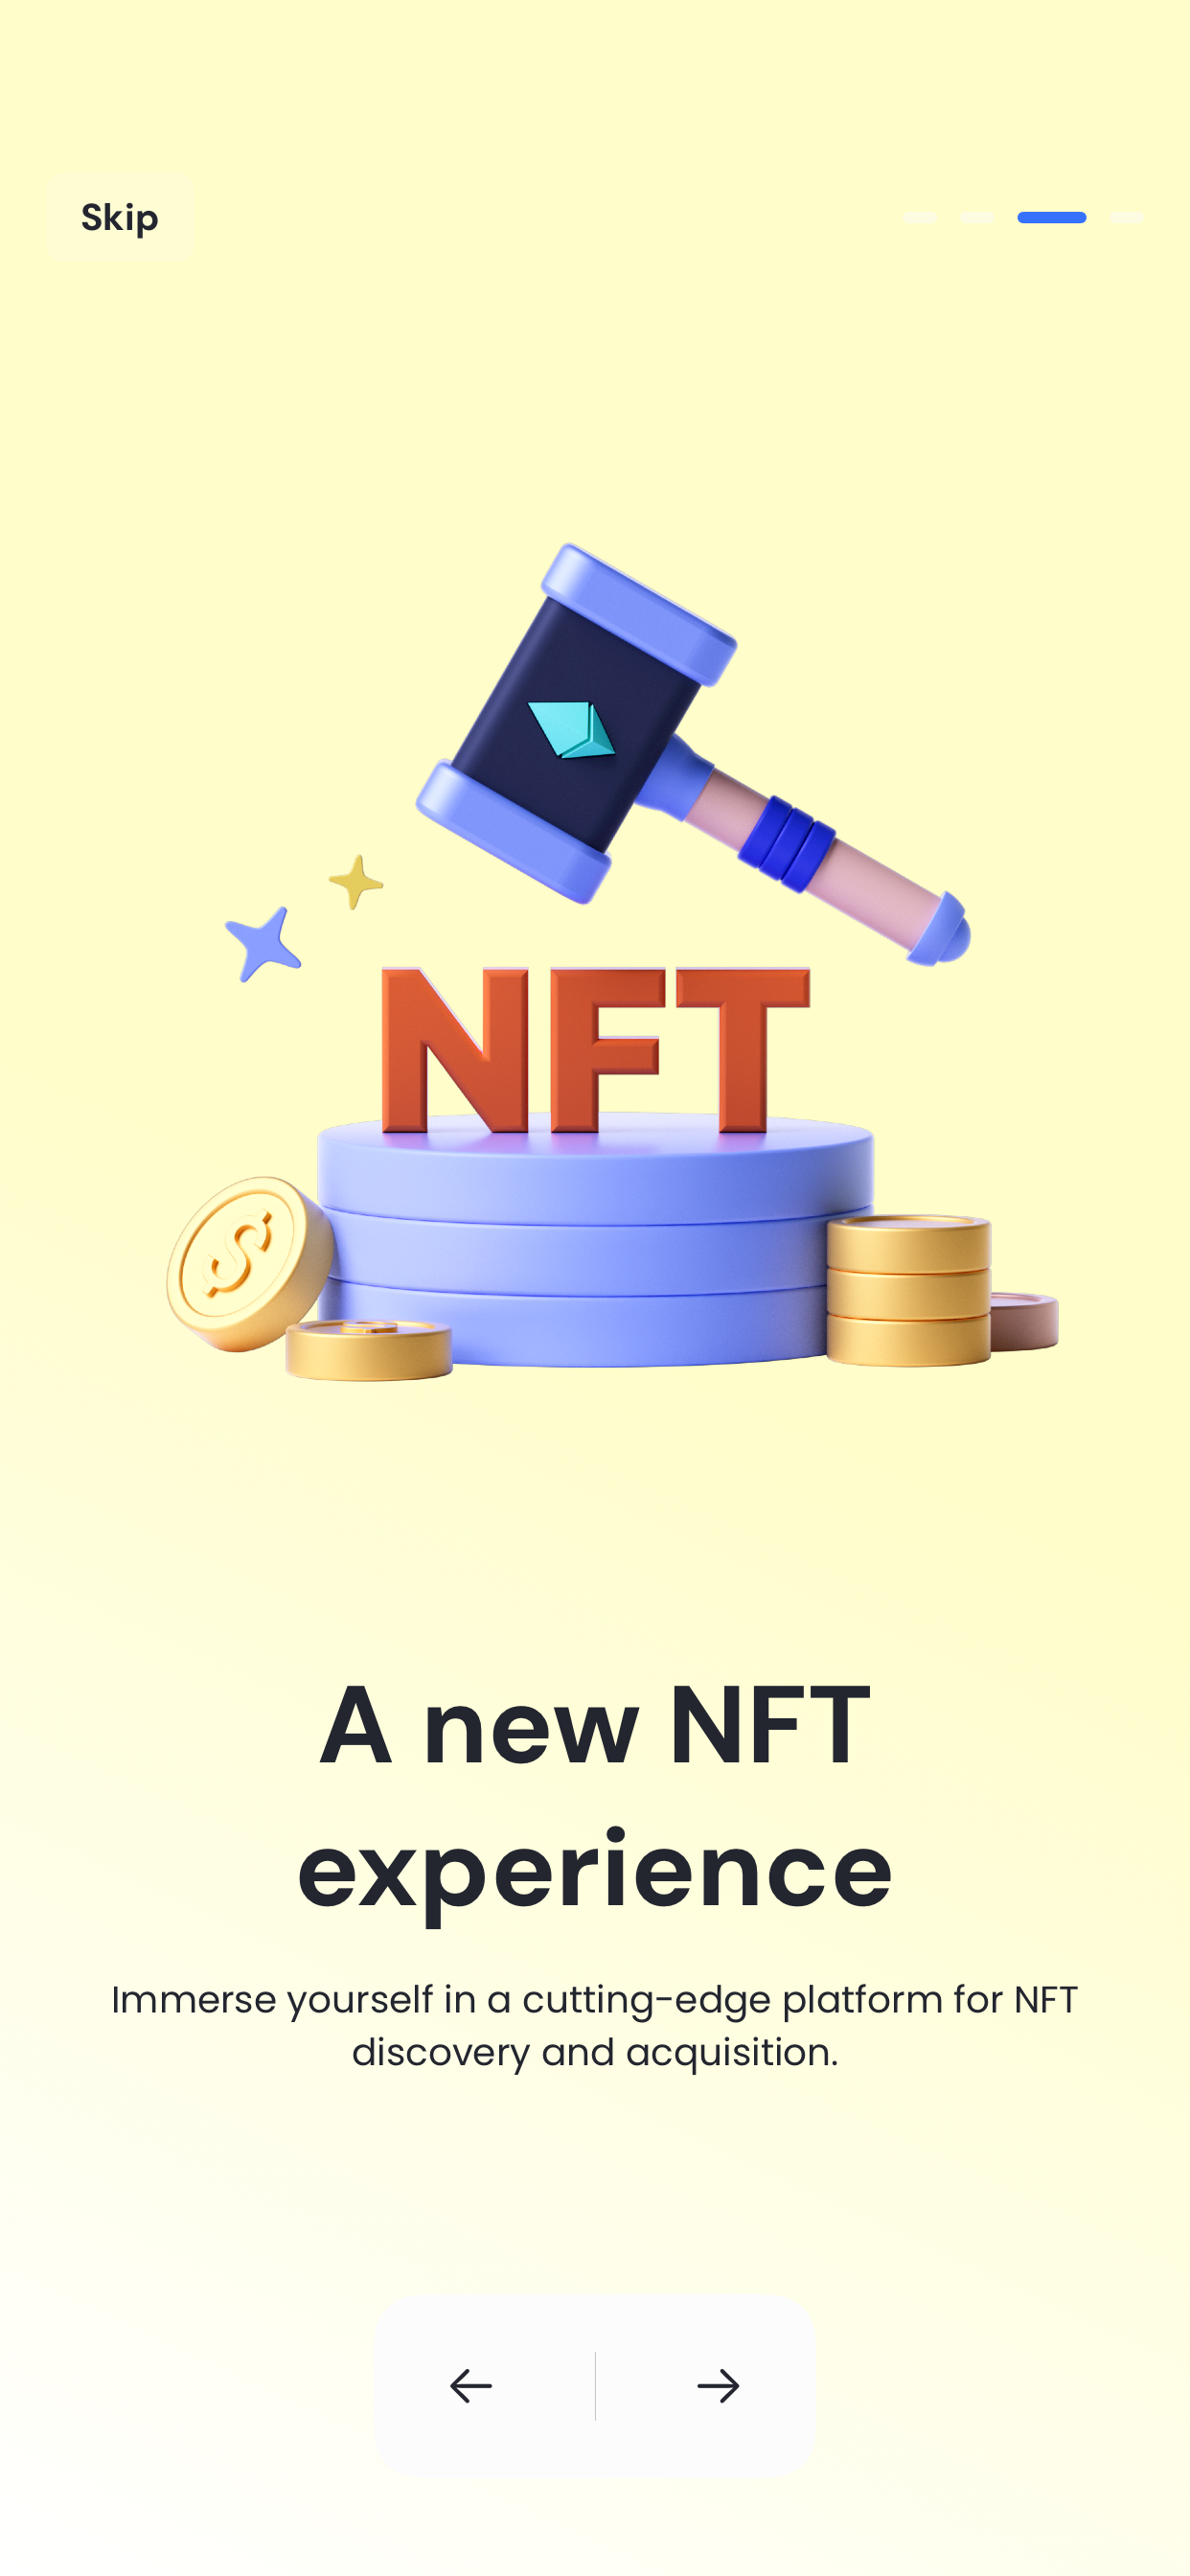 Skip
NFT
$
A new NFT
experience
Immerse yourself in a cutting-edge platform for NFT
discovery and acquisition.